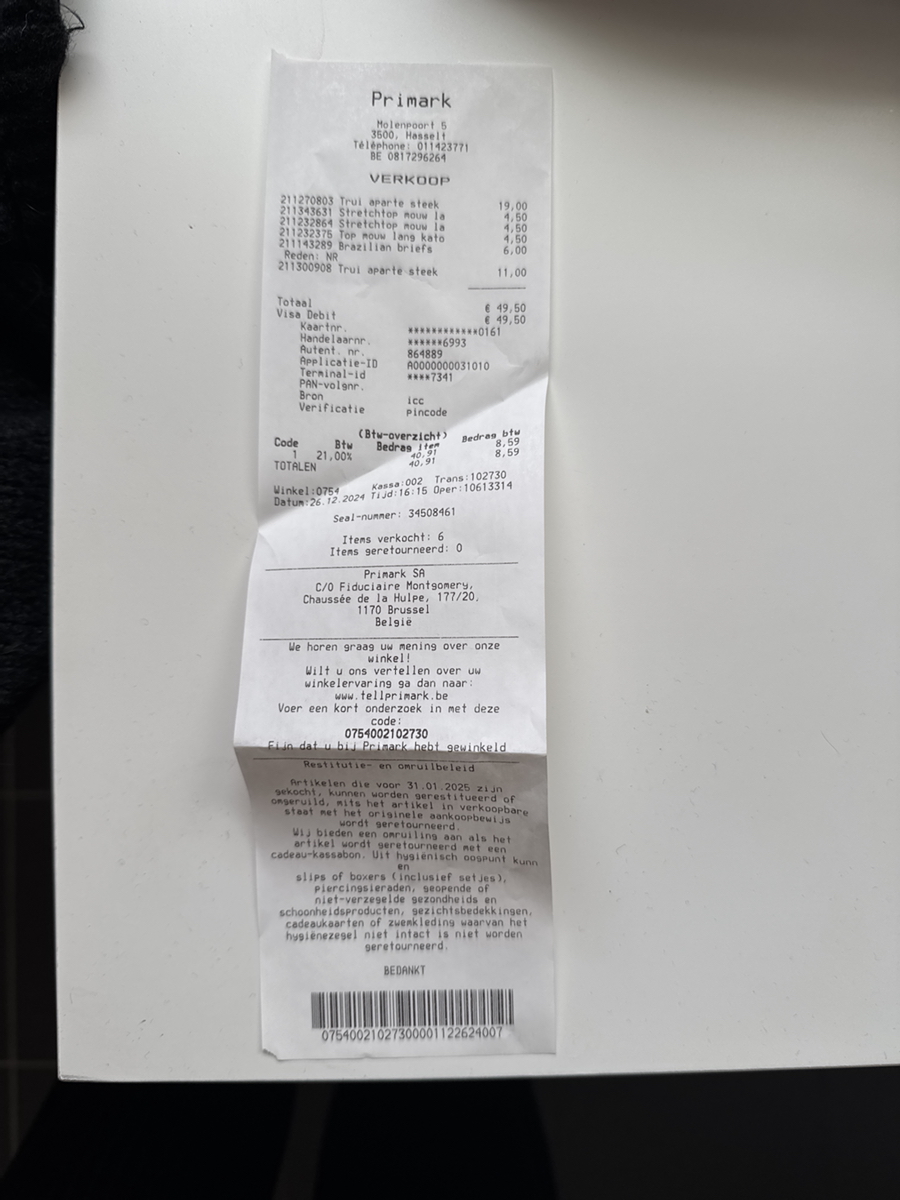 Primark
Molenpoort 5
3500, Hasselt
Téléphone: 011423771
BE 0817296264
VERKOOP
211270803 Trui aparte steek 19,00
211343631 Stretchtop mouw la 4,50
211232864 Stretchtop mouw la 4,50
211232375 Top mouw lang kato 4,50
211143289 Brazilian briefs 6,00
Reden: NR
211300908 Trui aparte steek 11,00
Totaal € 49,50
Visa Debit € 49,50
Kaartnr. ************0161
Handelaarnr. ******6993
Autent. nr. 864889
Applicatie-ID A0000000031010
Terminal-id ****7341
PAN-volgnr.
Bron icc
Verificatie pincode
(Btw-overzicht)
Code Btw Bedrag item Bedrag btw
1 21,00% 40,91 8,59
TOTALEN 40,91 8,59
Winkel:0754 Kassa:002 Trans:102730
Datum:26.12.2024 Tijd:16:15 Oper:10613314
Seal-nummer: 34508461
Items verkocht: 6
Items geretourneerd: 0
Primark SA
C/O Fiduciaire Montgomery,
Chaussée de la Hulpe, 177/20,
1170 Brussel
België
We horen graag uw mening over onze
winkel!
Wilt u ons vertellen over uw
winkelervaring ga dan naar:
www.tellprimark.be
Voer een kort onderzoek in met deze
code:
0754002102730
Fijn dat u bij Primark hebt gewinkeld
Restitutie- en omruilbeleid
Artikelen die voor 31.01.2025 zijn
gekocht, kunnen worden gerestitueerd of
omgeruild, mits het artikel in verkoopbare
staat met het originele aankoopbewijs
wordt geretourneerd.
Wij bieden een omruiling aan als het
artikel wordt geretourneerd met een
cadeau-kassabon. Uit hygiënisch oogpunt kunn
en
slips of boxers (inclusief setjes),
piercingsieraden, geopende of
niet-verzegelde gezondheids en
schoonheidsproducten, gezichtsbedekkingen,
cadeaukaarten of zwemkleding waarvan het
hygiënezegel niet intact is niet worden
geretourneerd.
BEDANKT
07540021027300001122624007